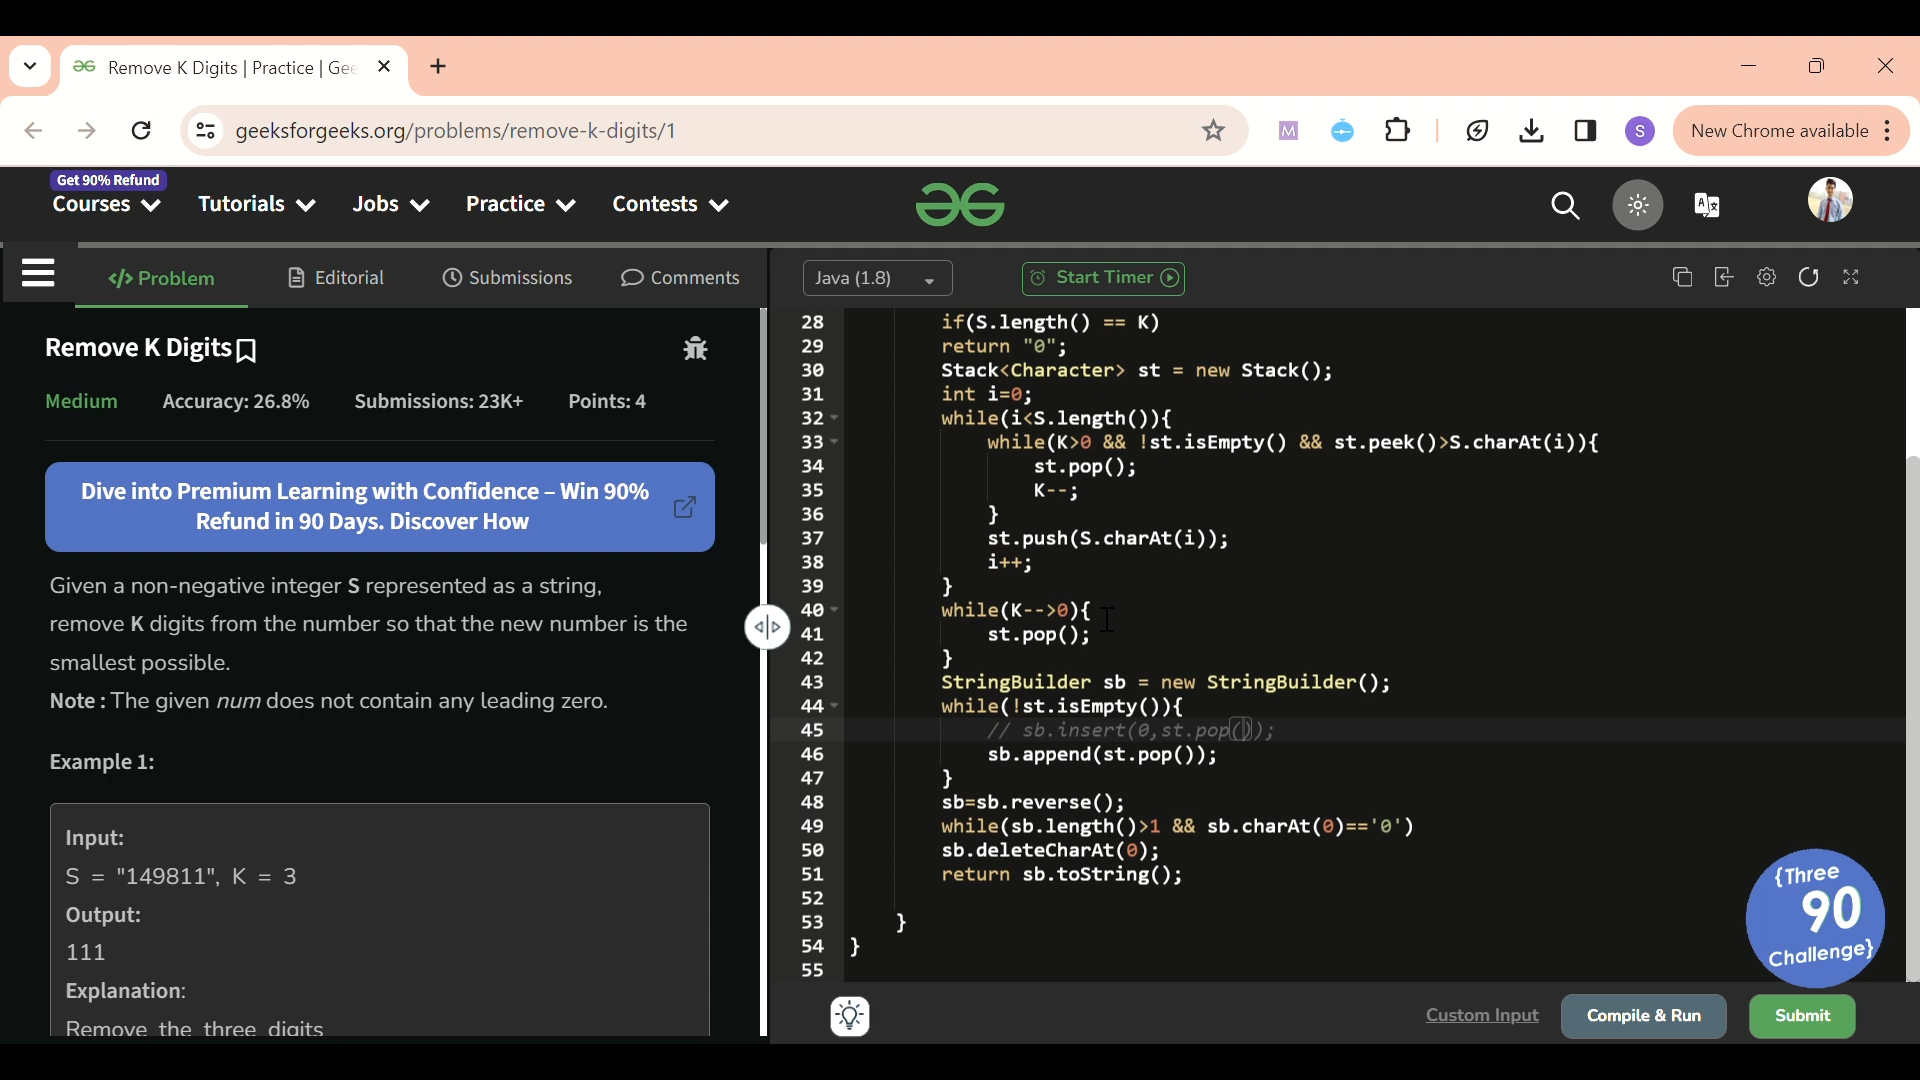 Remove K Digits | Practice | Gee
geeksforgeeks.org/problems/remove-k-digits/1
M
S
New Chrome available
Get 90% Refund
Courses
Tutorials
Jobs
Practice
Contests
</> Problem
Editorial
Submissions
Comments
Java (1.8)
Start Timer
Remove K Digits
Medium Accuracy: 26.8% Submissions: 23K+ Points: 4
Dive into Premium Learning with Confidence – Win 90%
Refund in 90 Days. Discover How
Given a non-negative integer S represented as a string,
remove K digits from the number so that the new number is the
smallest possible.
Note : The given num does not contain any leading zero.
Example 1:
Input:
S = "149811", K = 3
Output:
111
Explanation:
Remove the three digits
28 if(S.length() == K)
29 return "0";
30 Stack<Character> st = new Stack();
31 int i=0;
32 while(i<S.length()){
33 while(K>0 && !st.isEmpty() && st.peek()>S.charAt(i)){
34 st.pop();
35 K--;
36 }
37 st.push(S.charAt(i));
38 i++;
39 }
40 while(K-->0){
41 st.pop();
42 }
43 StringBuilder sb = new StringBuilder();
44 while(!st.isEmpty()){
45 // sb.insert(0,st.pop());
46 sb.append(st.pop());
47 }
48 sb=sb.reverse();
49 while(sb.length()>1 && sb.charAt(0)=='0')
50 sb.deleteCharAt(0);
51 return sb.toString();
52
53 }
54 }
55
{Three
90
Challenge}
Custom Input
Compile & Run
Submit